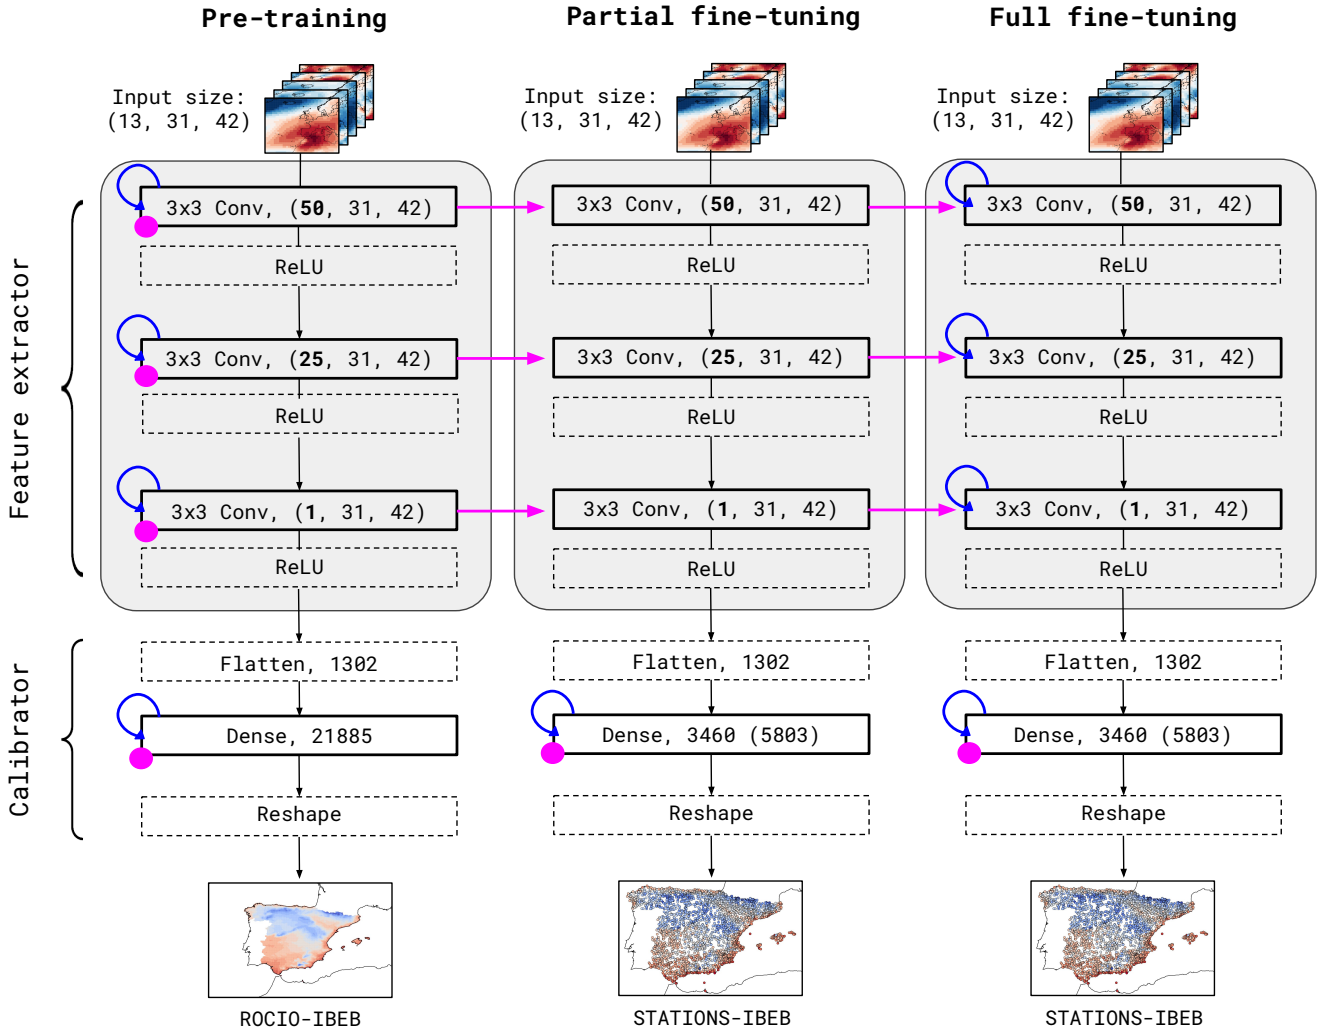 Pre-training
Partial fine-tuning
Full fine-tuning
Input size:
(13, 31, 42)
Input size:
(13, 31, 42)
Input size:
(13, 31, 42)
Feature extractor
3x3 Conv, (50, 31, 42)
3x3 Conv, (50, 31, 42)
3x3 Conv, (50, 31, 42)
ReLU
ReLU
ReLU
3x3 Conv, (25, 31, 42)
3x3 Conv, (25, 31, 42)
3x3 Conv, (25, 31, 42)
ReLU
ReLU
ReLU
3x3 Conv, (1, 31, 42)
3x3 Conv, (1, 31, 42)
3x3 Conv, (1, 31, 42)
ReLU
ReLU
ReLU
Calibrator
Flatten, 1302
Flatten, 1302
Flatten, 1302
Dense, 21885
Dense, 3460 (5803)
Dense, 3460 (5803)
Reshape
Reshape
Reshape
ROCIO-IBEB
STATIONS-IBEB
STATIONS-IBEB